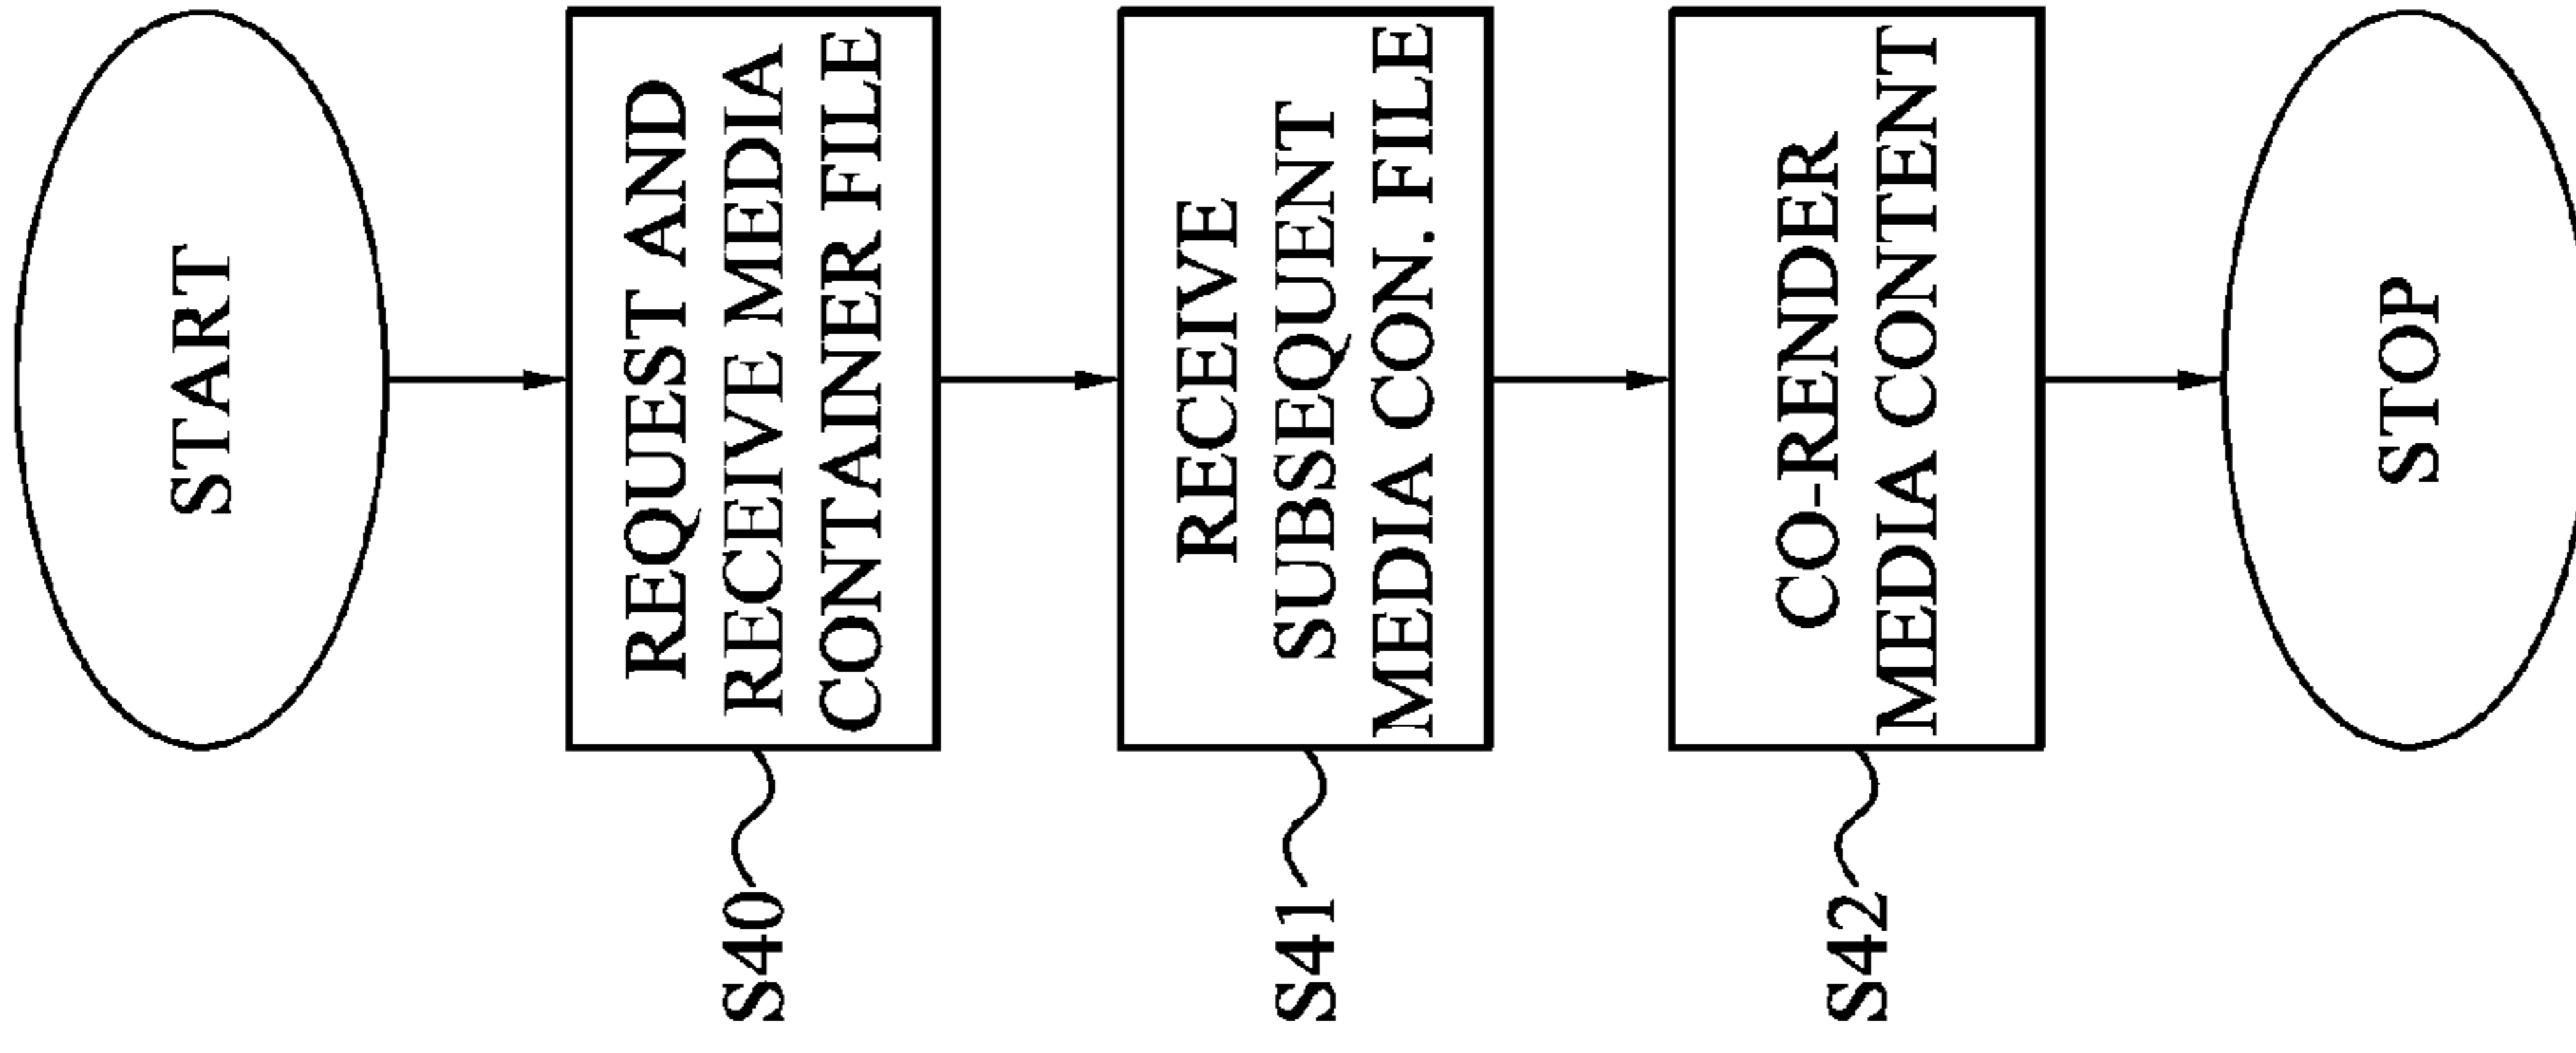 START
S40
REQUEST AND
RECEIVE MEDIA
CONTAINER FILE
S41
RECEIVE
SUBSEQUENT
MEDIA CON. FILE
S42
CO-RENDER
MEDIA CONTENT
STOP